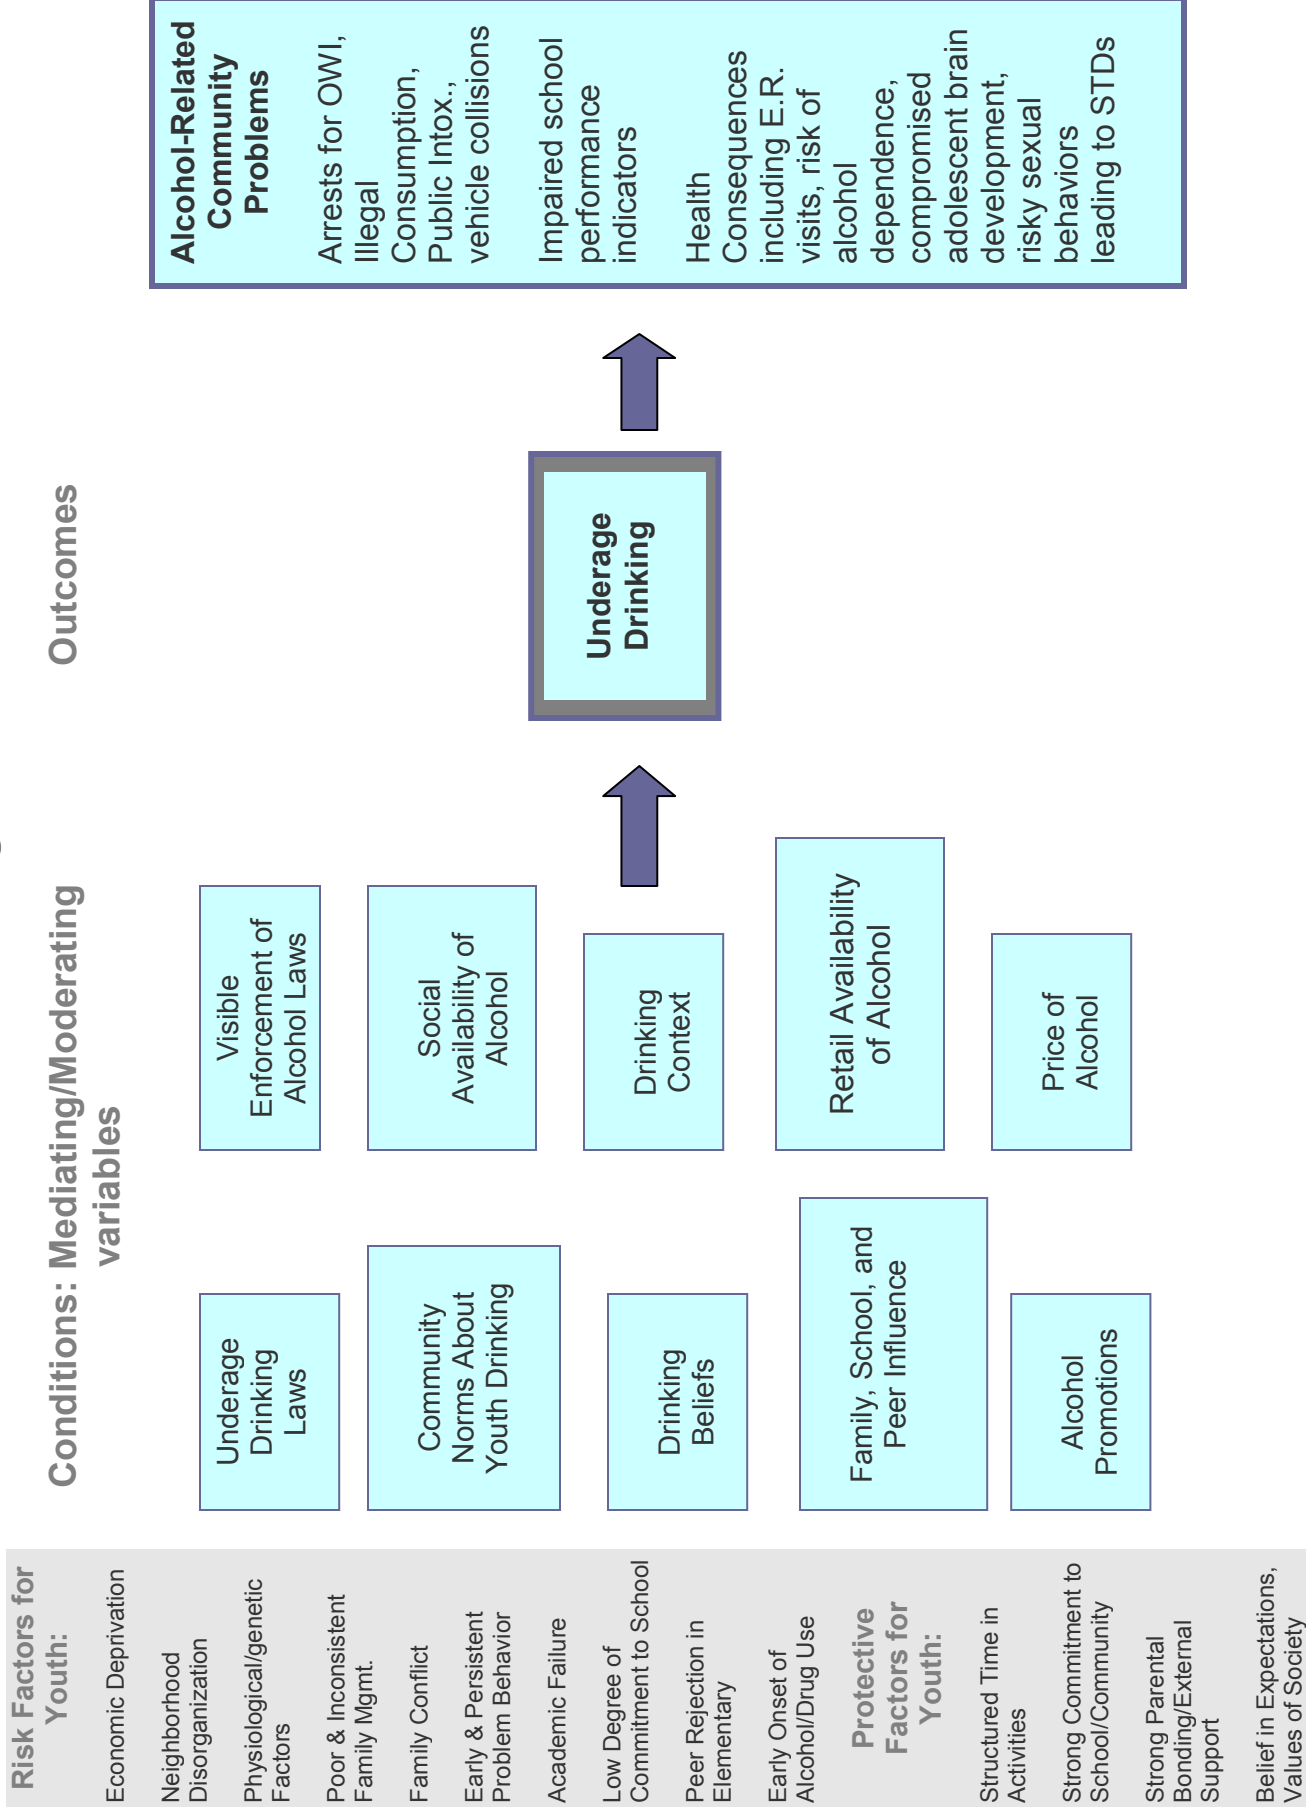 Risk Factors for
Youth:
Economic Deprivation
Neighborhood
Disorganization
Physiological/genetic
Factors
Poor & Inconsistent
Family Mgmt.
Family Conflict
Early & Persistent
Problem Behavior
Academic Failure
Low Degree of
Commitment to School
Peer Rejection in
Elementary
Early Onset of
Alcohol/Drug Use
Protective
Factors for
Youth:
Structured Time in
Activities
Strong Commitment to
School/Community
Strong Parental
Bonding/External
Support
Belief in Expectations,
Values of Society
Conditions: Mediating/Moderating
variables
Underage
Drinking
Laws
Community
Norms About
Youth Drinking
Drinking
Beliefs
Family, School, and
Peer Influence
Alcohol
Promotions
Visible
Enforcement of
Alcohol Laws
Social
Availability of
Alcohol
Drinking
Context
Retail Availability
of Alcohol
Price of
Alcohol
Outcomes
Underage
Drinking
Alcohol-Related
Community
Problems
Arrests for OWI,
Illegal
Consumption,
Public Intox.,
vehicle collisions
Impaired school
performance
indicators
Health
Consequences
including E.R.
visits, risk of
alcohol
dependence,
compromised
adolescent brain
development,
risky sexual
behaviors
leading to STDs